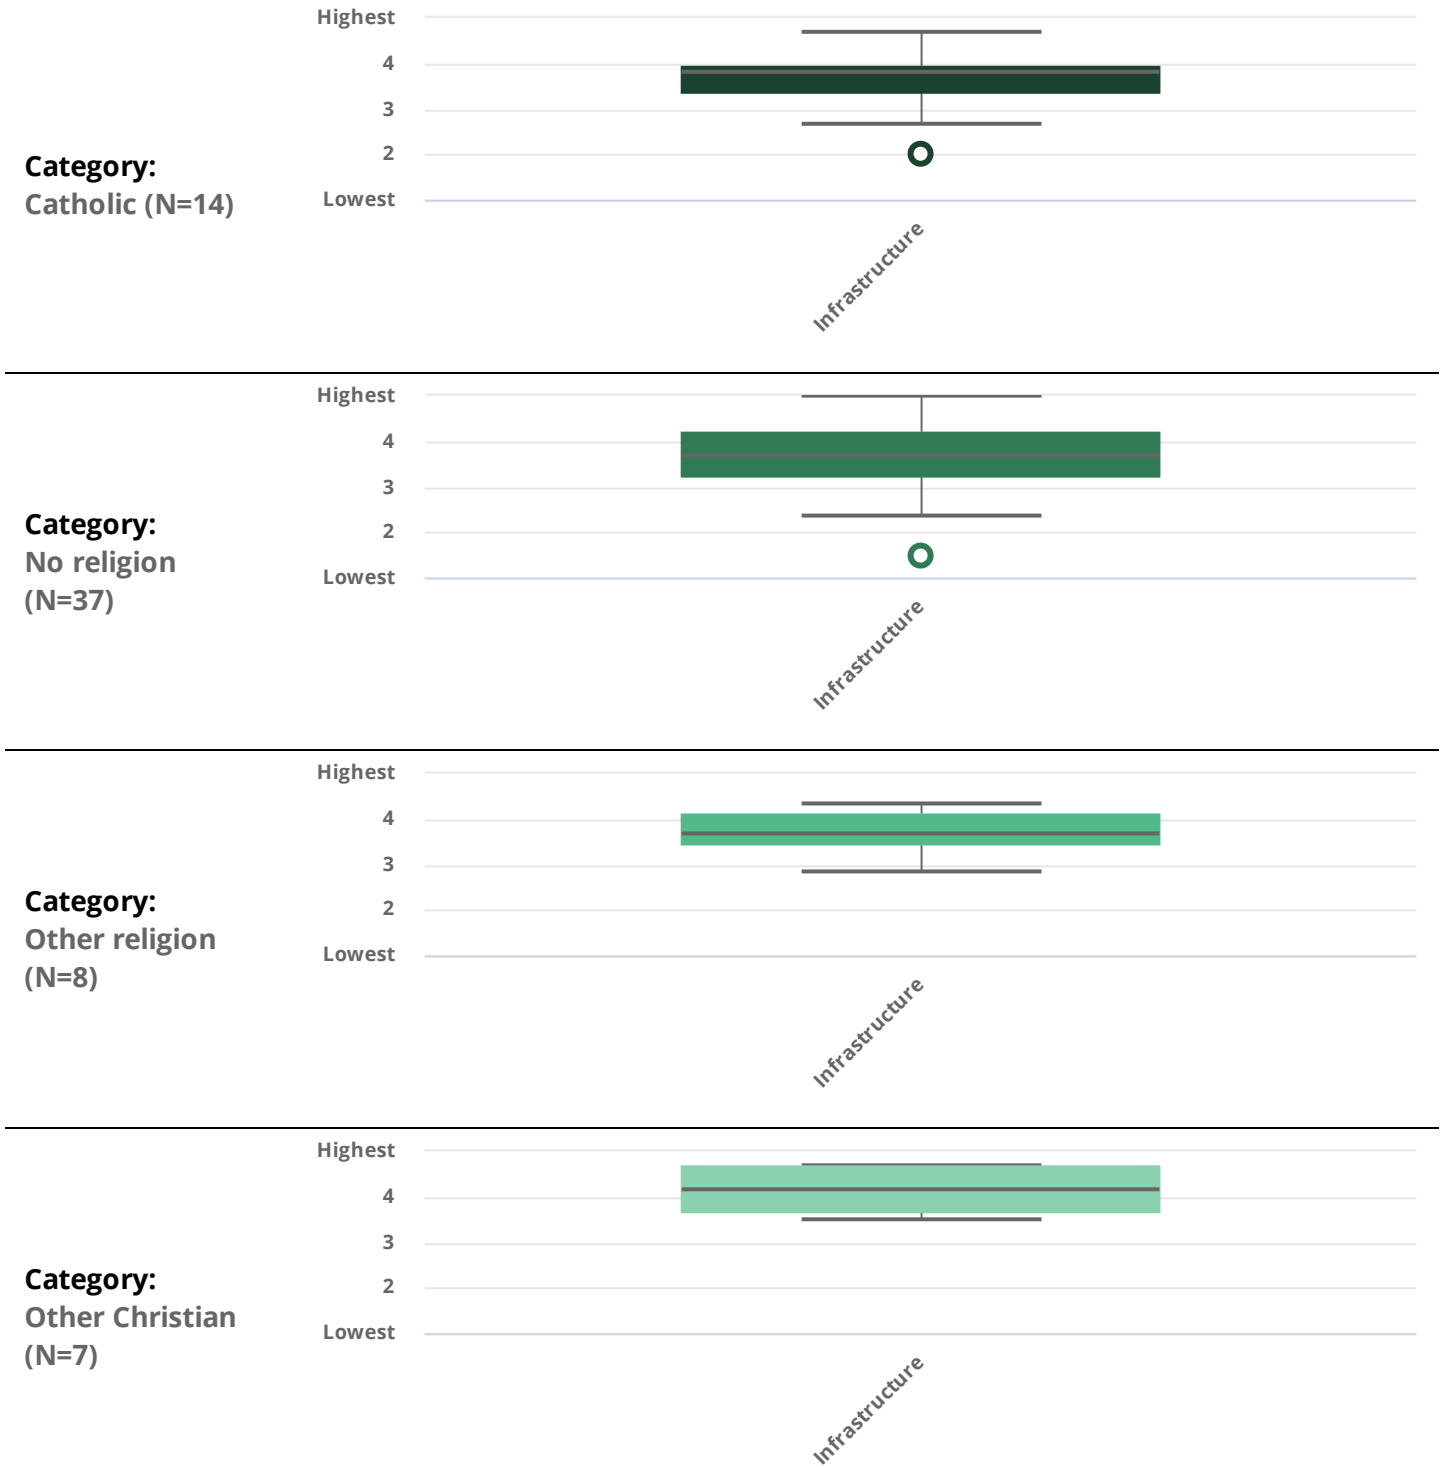 Highest
4
3
2
Lowest
Category:
Catholic (N=14)
Infrastructure
Highest
4
3
2
Lowest
Category:
No religion
(N=37)
Infrastructure
Highest
4
3
2
Lowest
Category:
Other religion
(N=8)
Infrastructure
Highest
4
3
2
Lowest
Category:
Other Christian
(N=7)
Infrastructure